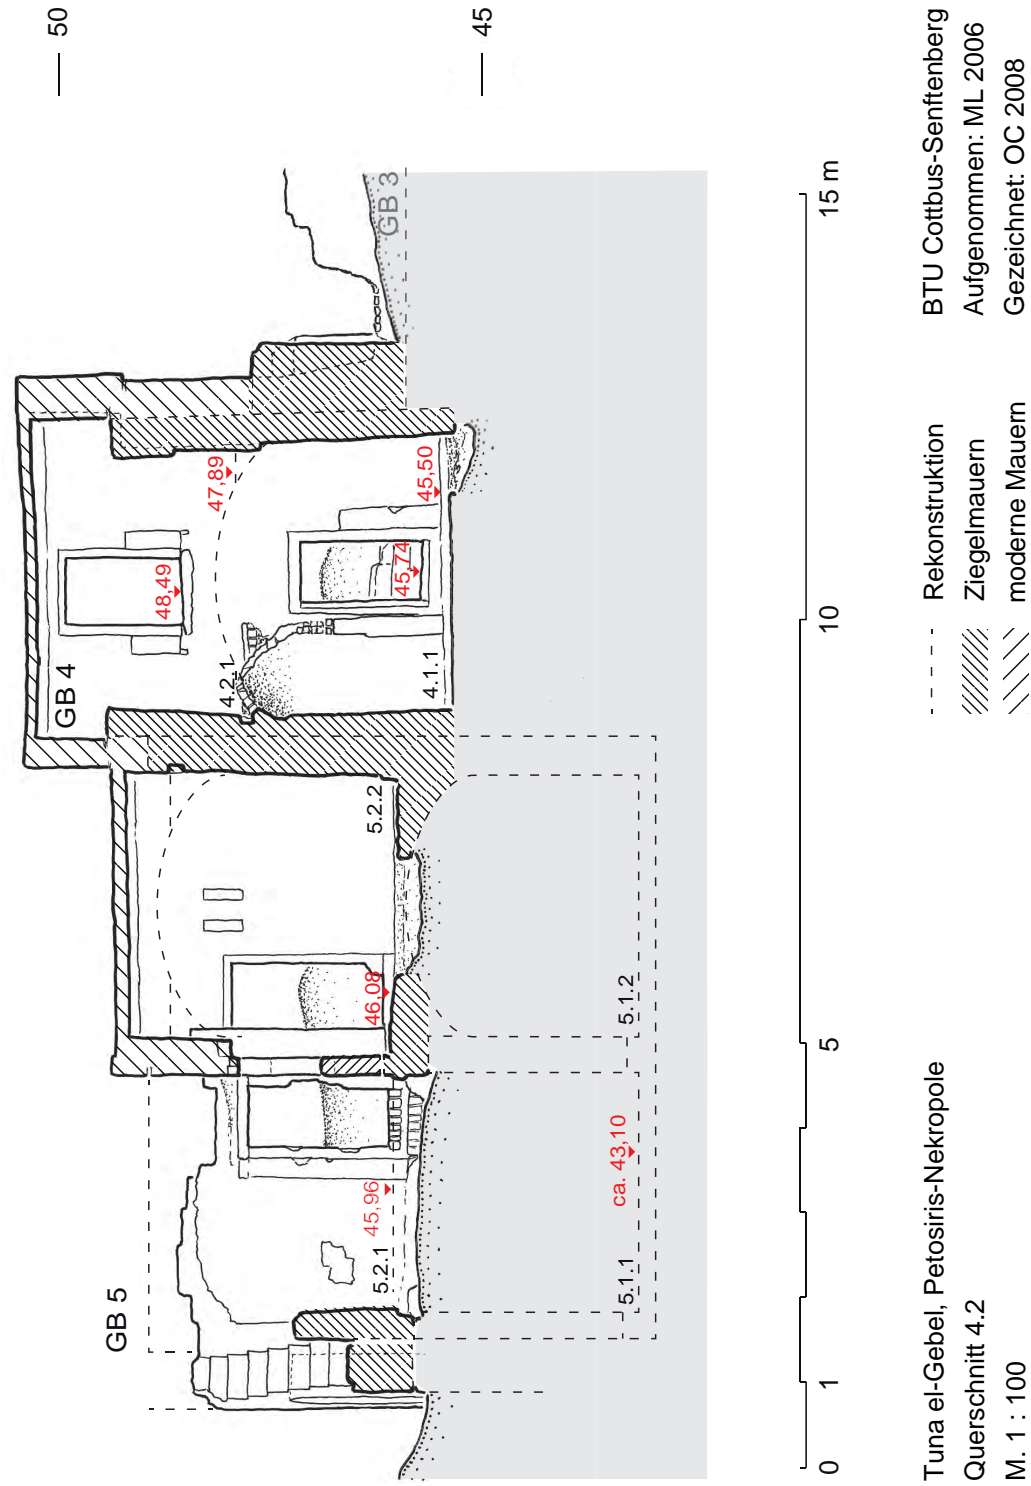 50
45
GB 5
GB 4
GB 3
48,49
47,89
4.2.1
45,50
45,74
4.1.1
5.2.2
46,08
45,96
5.2.1
5.1.2
5.1.1
ca. 43,10
0
1
5
10
15 m
Tuna el-Gebel, Petosiris-Nekropole
Querschnitt 4.2
M. 1 : 100
Rekonstruktion
Ziegelmauern
moderne Mauern
BTU Cottbus-Senftenberg
Aufgenommen: ML 2006
Gezeichnet: OC 2008